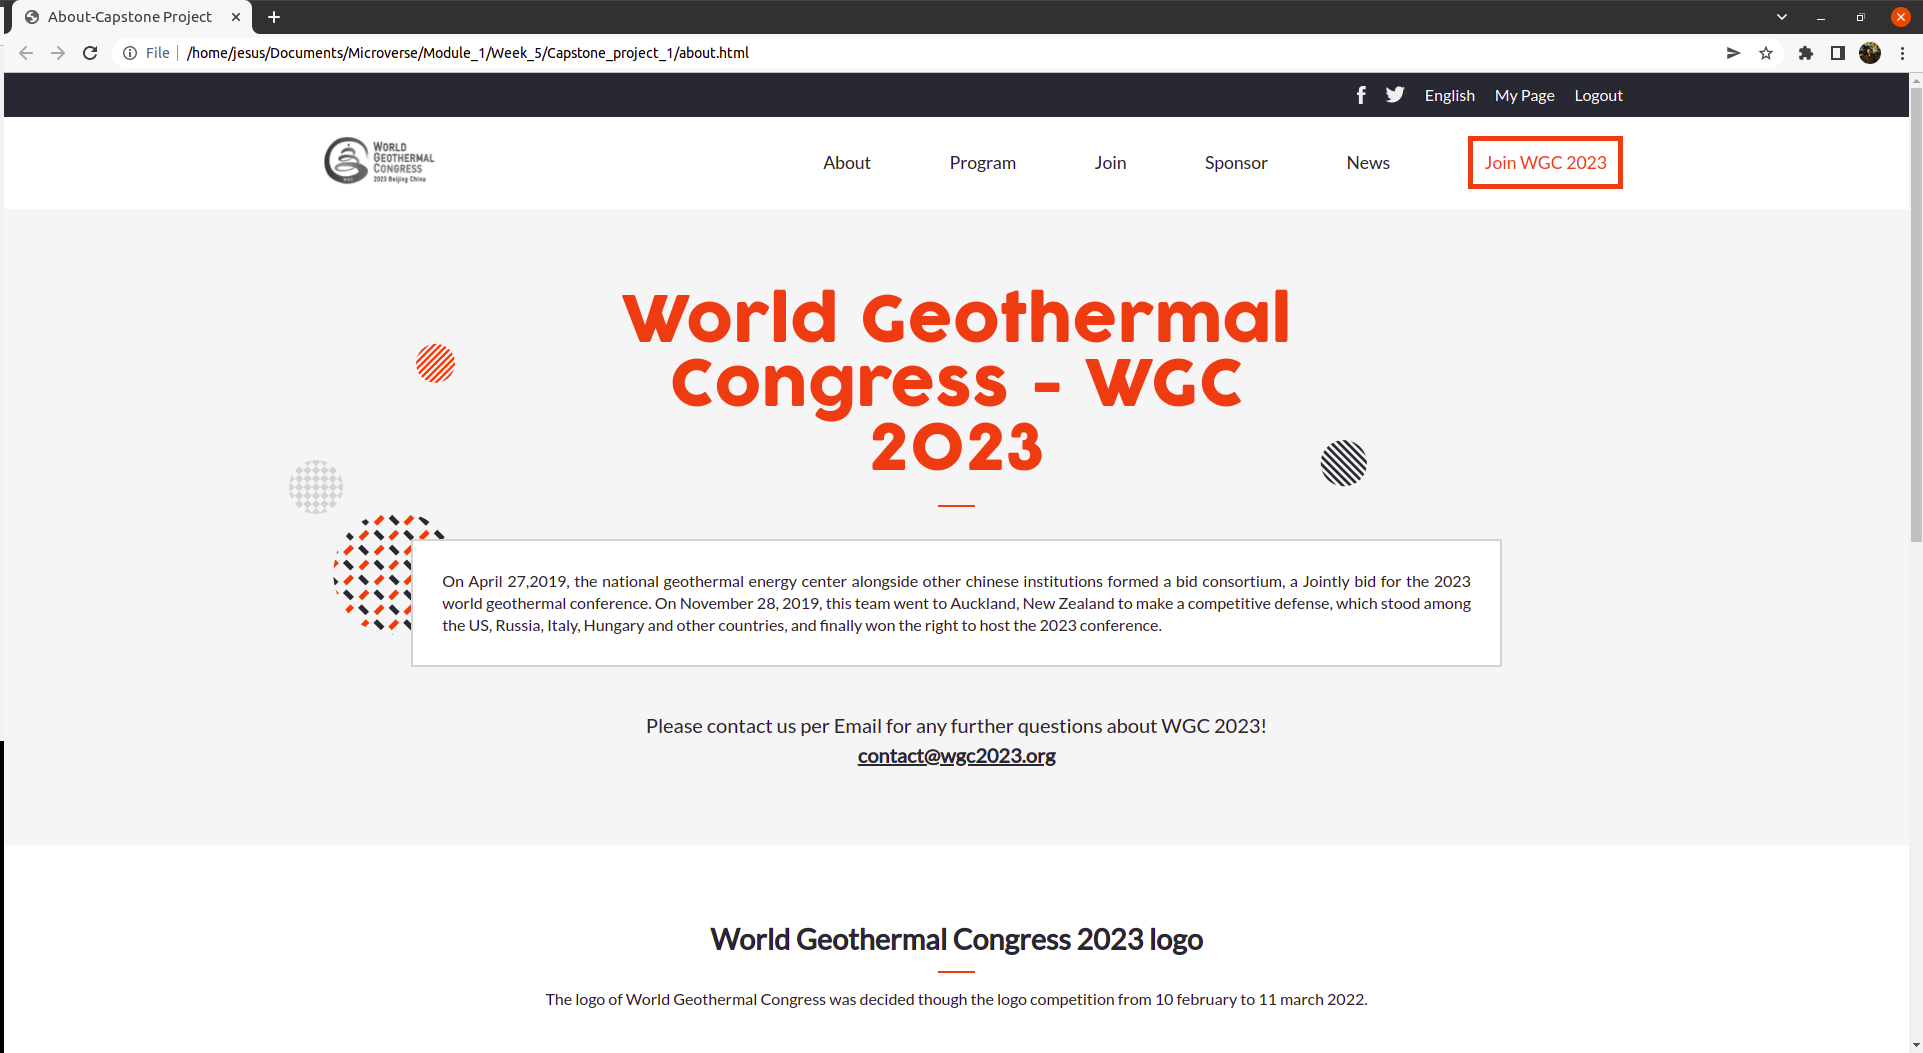 About-Capstone Project
File
/home/jesus/Documents/Microverse/Module_1/Week_5/Capstone_project_1/about.html
English My Page Logout
WORLD
GEOTHERMAL
CONGRESS
2023 Beijing China
About Program Join Sponsor News Join WGC 2023
World Geothermal
Congress - WGC
2023
On April 27,2019, the national geothermal energy center alongside other chinese institutions formed a bid consortium, a Jointly bid for the 2023
world geothermal conference. On November 28, 2019, this team went to Auckland, New Zealand to make a competitive defense, which stood among
the US, Russia, Italy, Hungary and other countries, and finally won the right to host the 2023 conference.
Please contact us per Email for any further questions about WGC 2023!
contact@wgc2023.org
World Geothermal Congress 2023 logo
The logo of World Geothermal Congress was decided though the logo competition from 10 february to 11 march 2022.